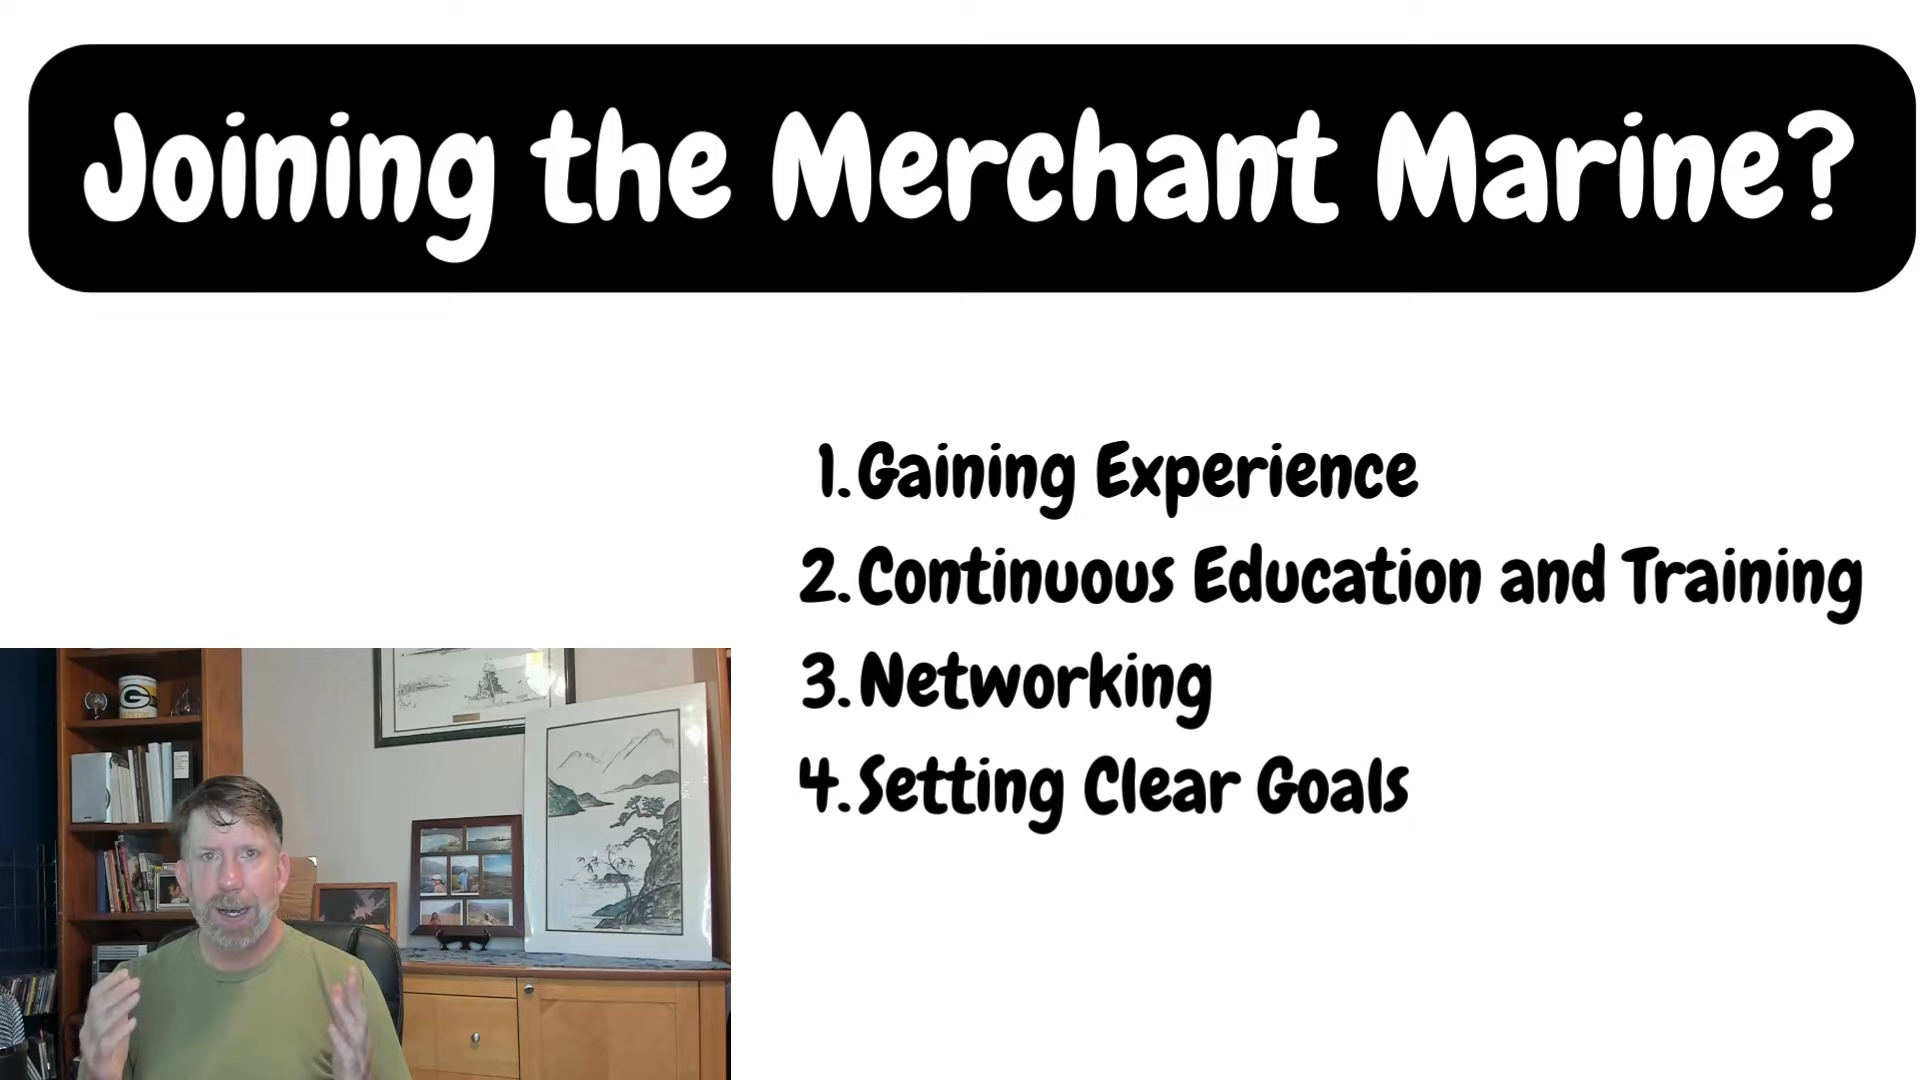 Joining the Merchant Marine?
1. Gaining Experience
2. Continuous Education and Training
3. Networking
4. Setting Clear Goals
G